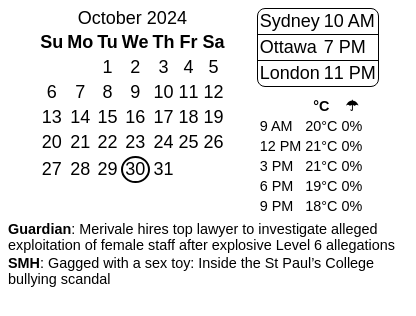 October 2024
Su Mo Tu We Th Fr Sa
1 2 3 4 5
6 7 8 9 10 11 12
13 14 15 16 17 18 19
20 21 22 23 24 25 26
27 28 29 30 31
Sydney 10 AM
Ottawa 7 PM
London 11 PM
°C ☂
9 AM 20°C 0%
12 PM 21°C 0%
3 PM 21°C 0%
6 PM 19°C 0%
9 PM 18°C 0%
Guardian: Merivale hires top lawyer to investigate alleged
exploitation of female staff after explosive Level 6 allegations
SMH: Gagged with a sex toy: Inside the St Paul’s College
bullying scandal